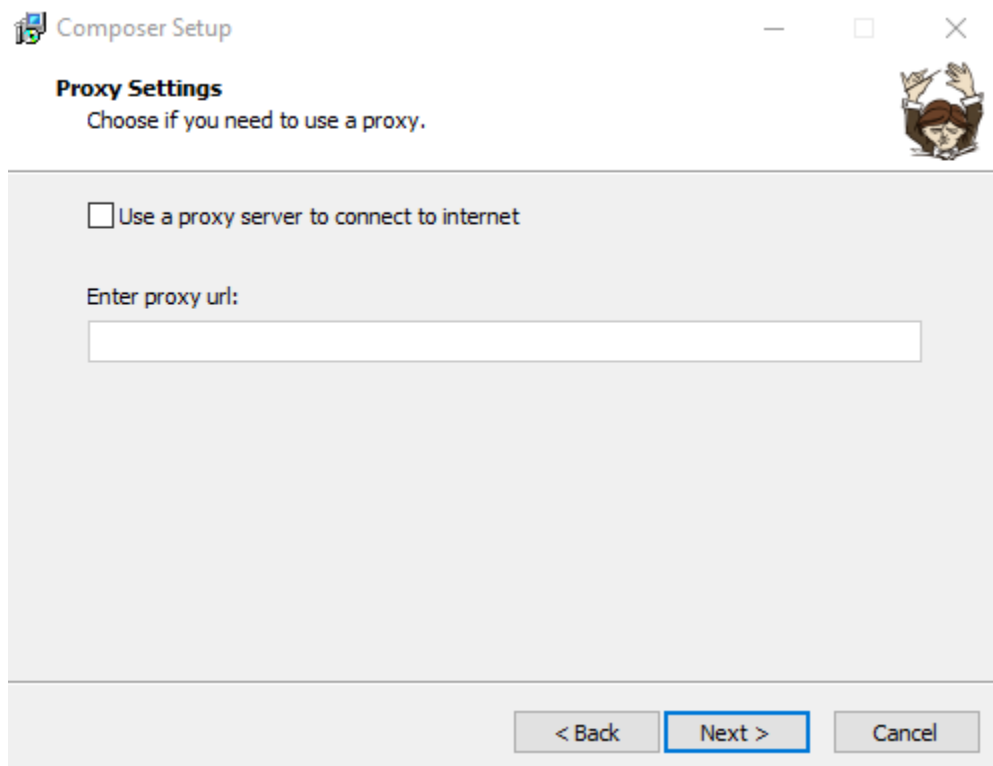 Composer Setup
Proxy Settings
Choose if you need to use a proxy.
Use a proxy server to connect to internet
Enter proxy url:
< Back
Next >
Cancel